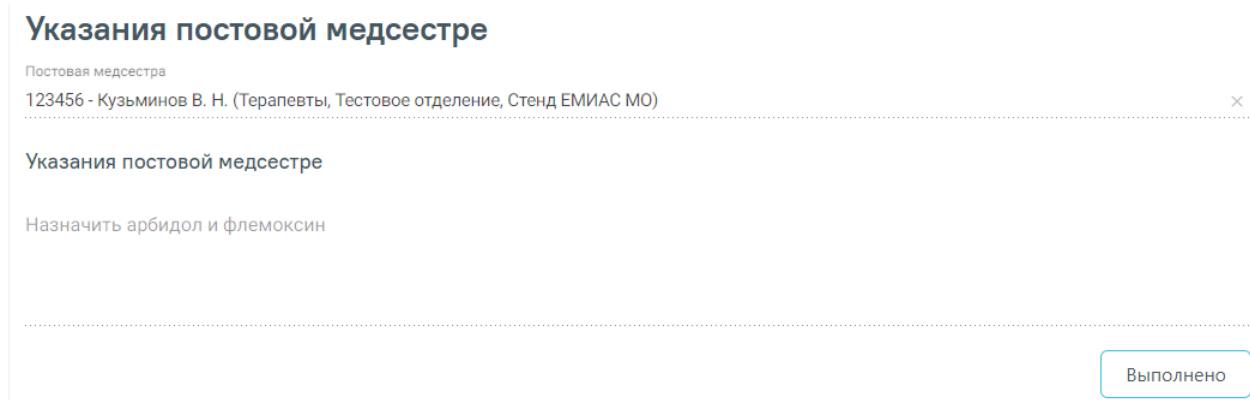 Указания постовой медсестре
Постовая медсестра
123456 - Кузьминов В. Н. (Терапевты, Тестовое отделение, Стенд ЕМИАС МО)
Указания постовой медсестре
Назначить арбидол и флемоксин
Выполнено